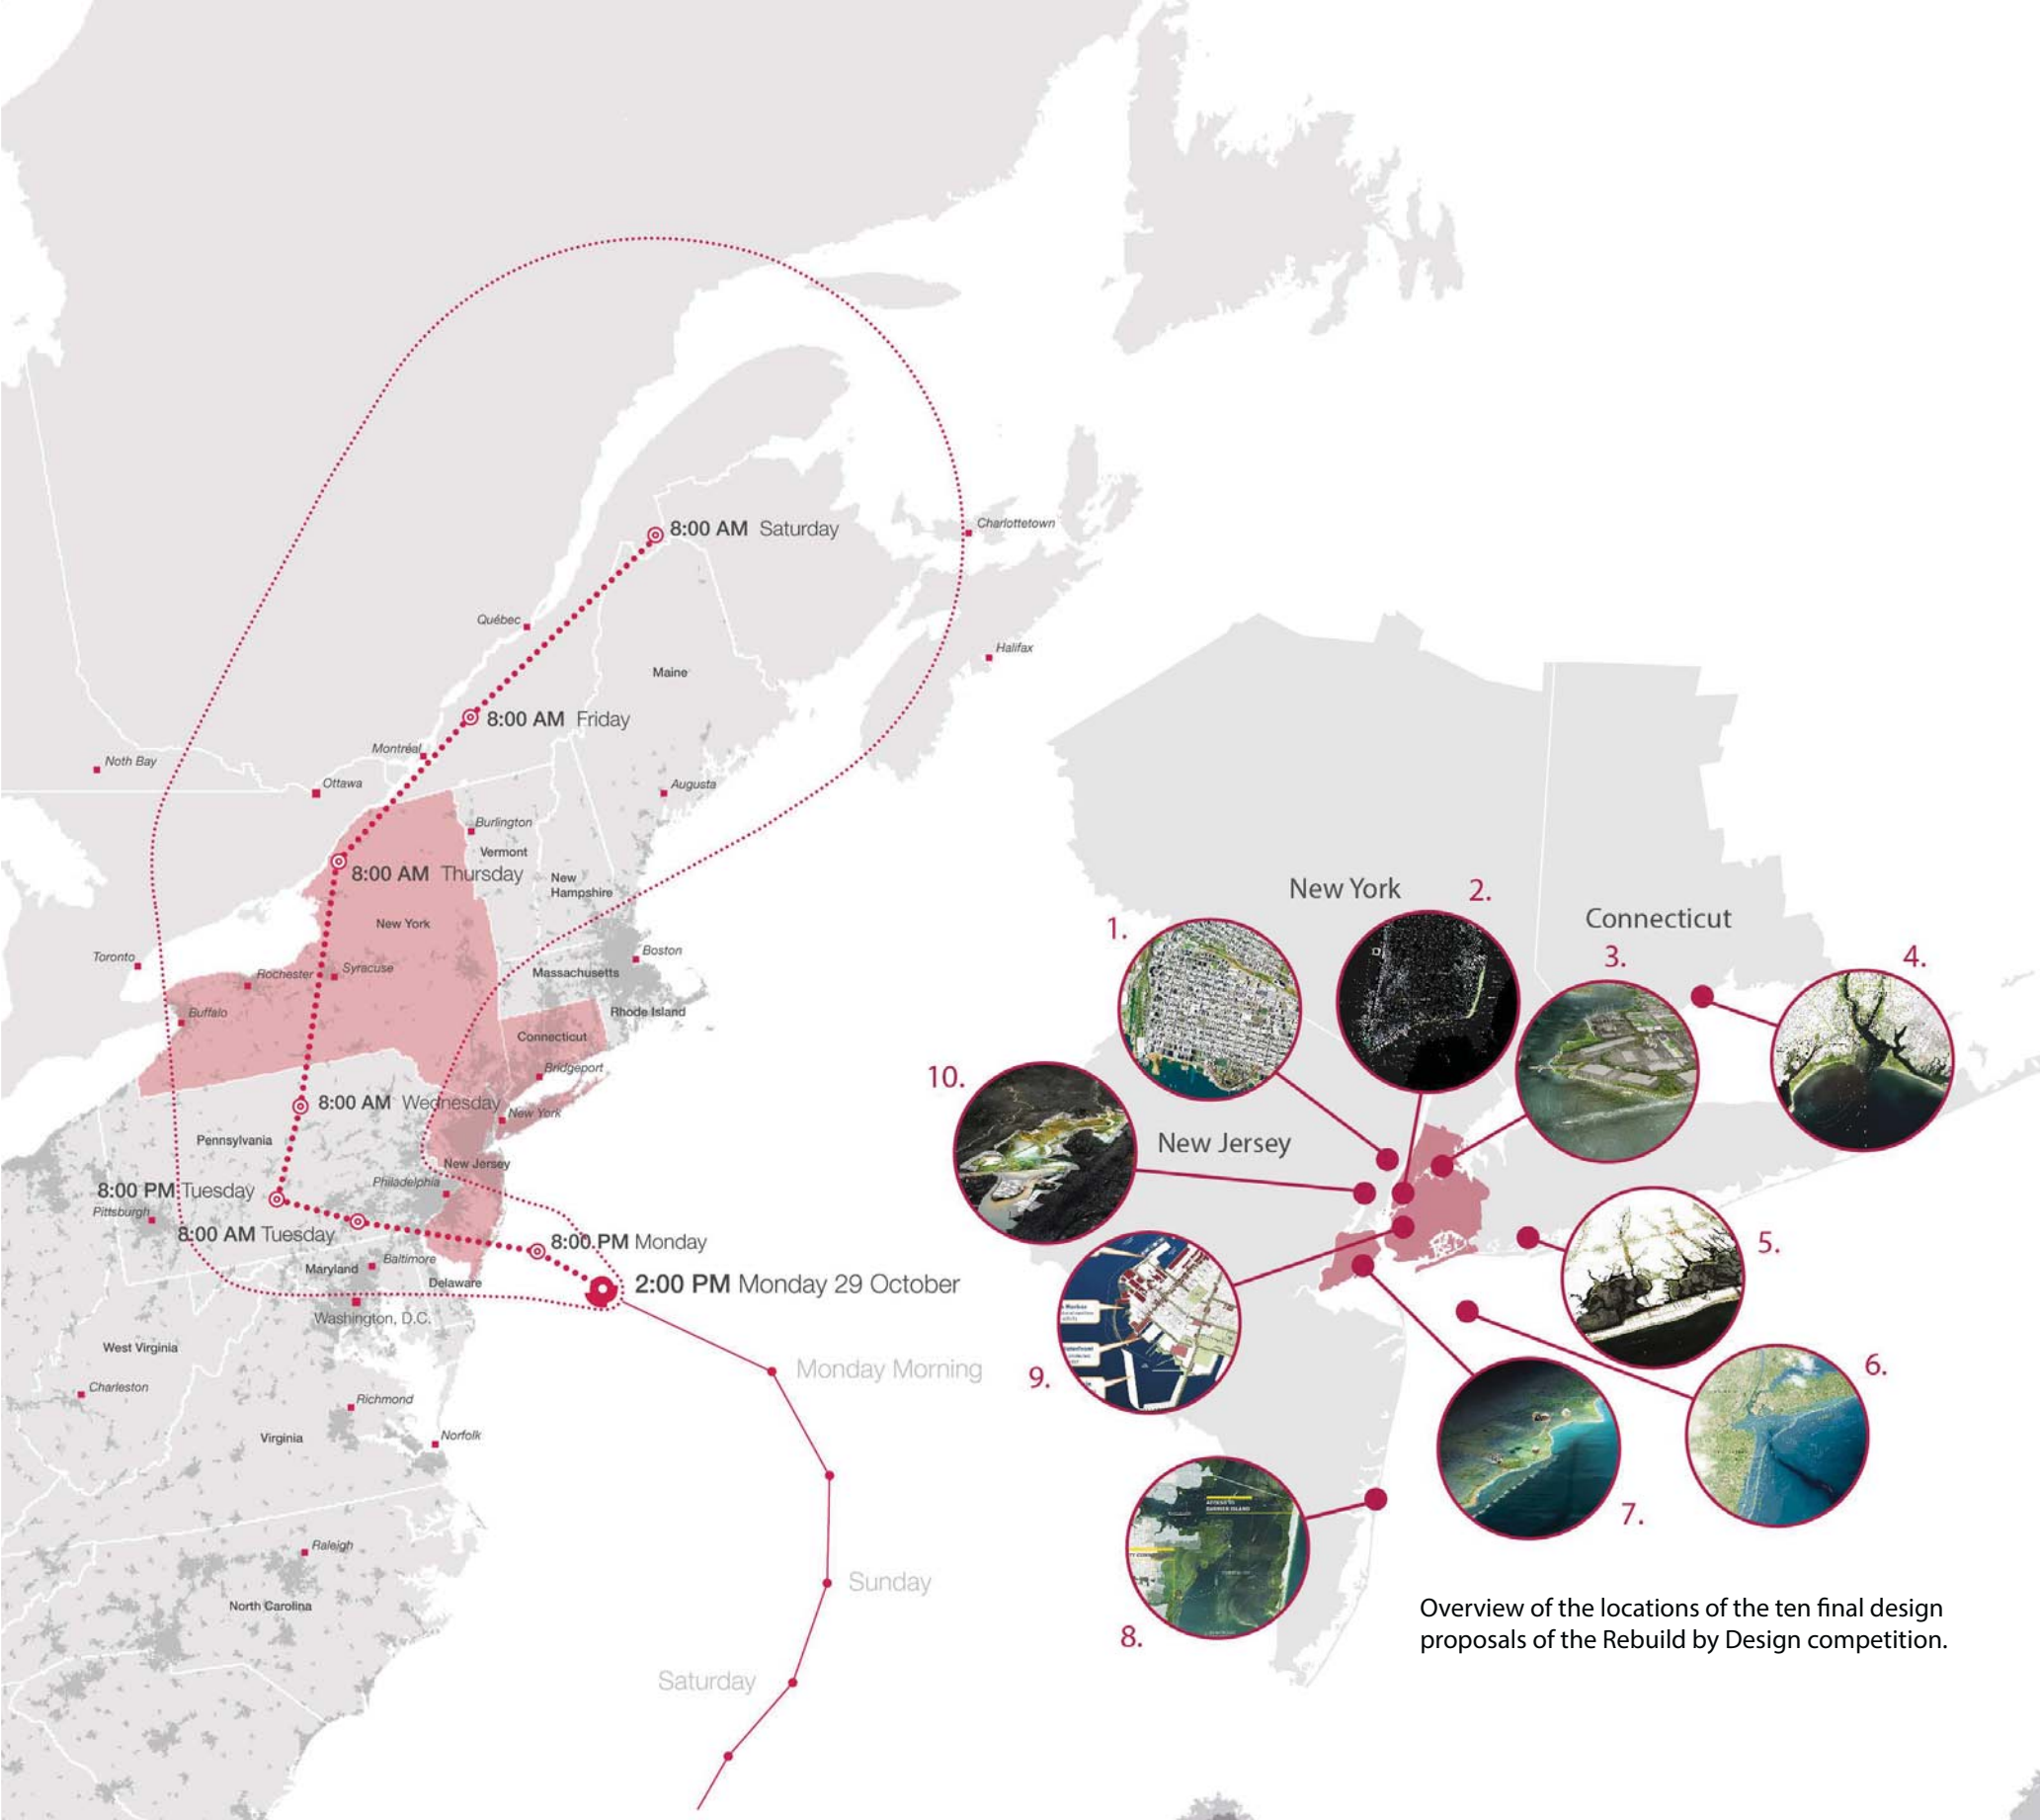 8:00 AM Saturday
Charlottetown
Québec
Halifax
Maine
8:00 AM Friday
Montréal
Noth Bay
Ottawa
Augusta
Burlington
Vermont
8:00 AM Thursday
New
Hampshire
New York
Toronto
Boston
Rochester
Syracuse
Massachusetts
Buffalo
Rhode Island
Connecticut
Bridgeport
8:00 AM Wednesday
New York
Pennsylvania
New Jersey
8:00 PM Tuesday
Philadelphia
Pittsburgh
8:00 AM Tuesday
8:00 PM Monday
Baltimore
Maryland
Delaware
2:00 PM Monday 29 October
Washington, D.C.
West Virginia
Monday Morning
Charleston
Richmond
Virginia
Norfolk
Raleigh
Sunday
North Carolina
Saturday
New York
2.
1.
Connecticut
3.
4.
10.
New Jersey
5.
9.
6.
7.
ACCESS TO
BARRIER ISLAND
8.
Overview of the locations of the ten final design
proposals of the Rebuild by Design competition.